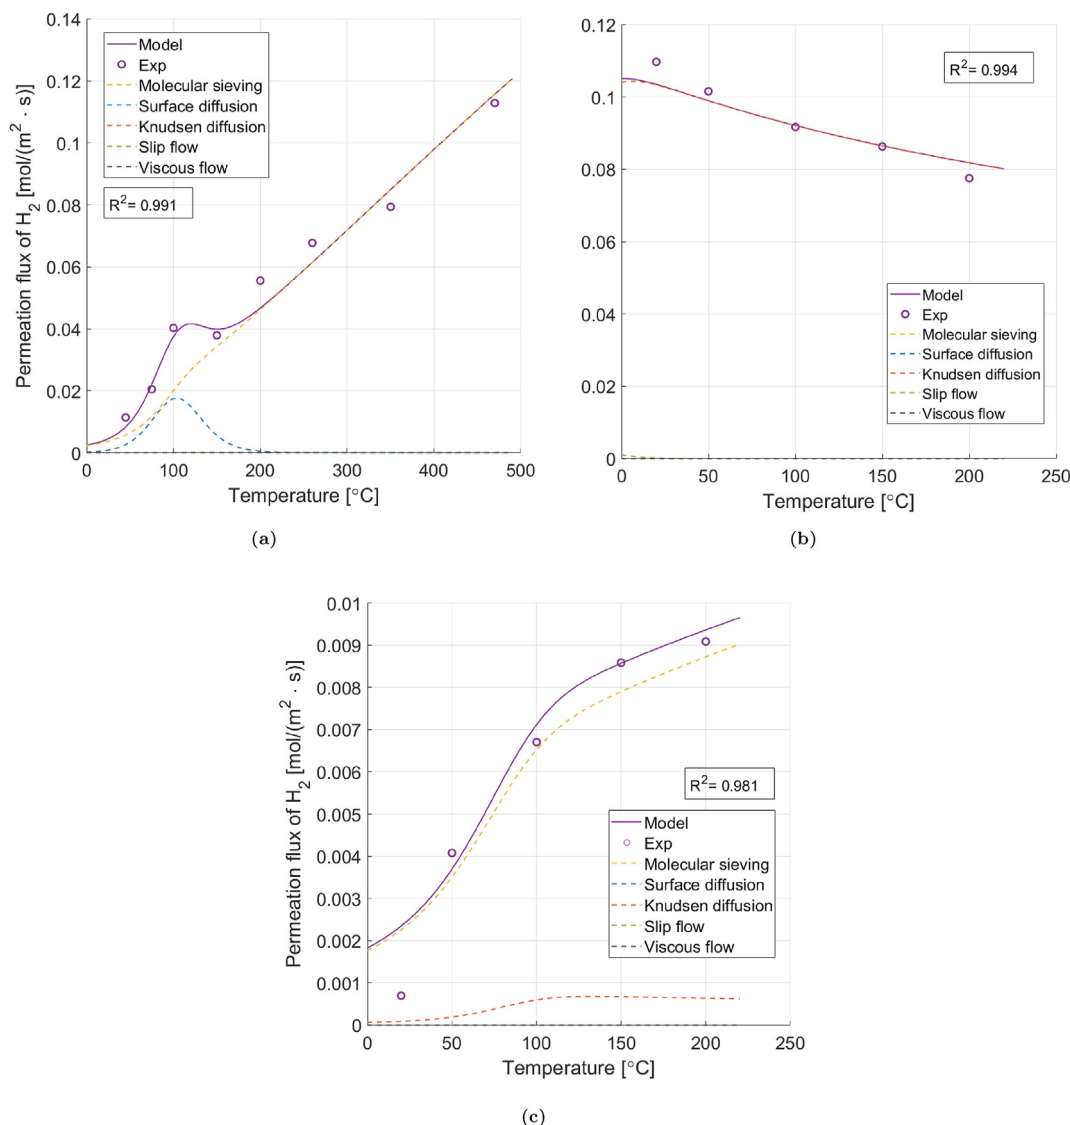 0.14
0.12
0.1
0.08
0.06
0.04
0.02
0
0 100 200 300 400 500
Permeation flux of H2 [mol/(m2 · s)]
Temperature [°C]
Model
Exp
Molecular sieving
Surface diffusion
Knudsen diffusion
Slip flow
Viscous flow
R2= 0.991
(a)
0.12
0.1
0.08
0.06
0.04
0.02
0
0 50 100 150 200 250
Temperature [°C]
R2= 0.994
Model
Exp
Molecular sieving
Surface diffusion
Knudsen diffusion
Slip flow
Viscous flow
(b)
0.01
0.009
0.008
0.007
0.006
0.005
0.004
0.003
0.002
0.001
0
0 50 100 150 200 250
Permeation flux of H2 [mol/(m2 · s)]
Temperature [°C]
R2= 0.981
Model
Exp
Molecular sieving
Surface diffusion
Knudsen diffusion
Slip flow
Viscous flow
(c)